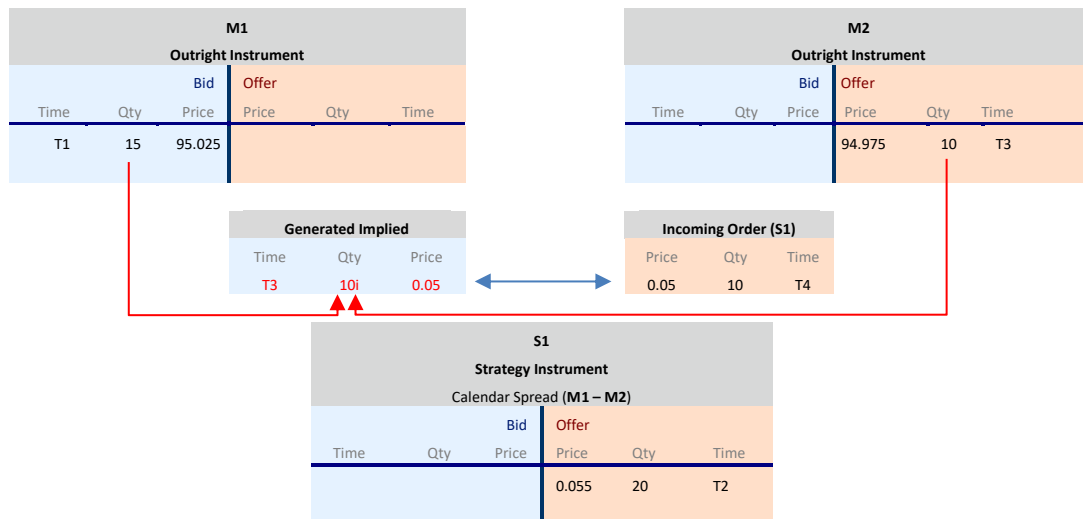 M1
Outright Instrument
Bid Offer
Time Qty Price Price Qty Time
T1 15 95.025
M2
Outright Instrument
Bid Offer
Time Qty Price Price Qty Time
94.975 10 T3
Generated Implied
Time Qty Price
T3 10i 0.05
Incoming Order (S1)
Price Qty Time
0.05 10 T4
S1
Strategy Instrument
Calendar Spread (M1 – M2)
Bid Offer
Time Qty Price Price Qty Time
0.055 20 T2